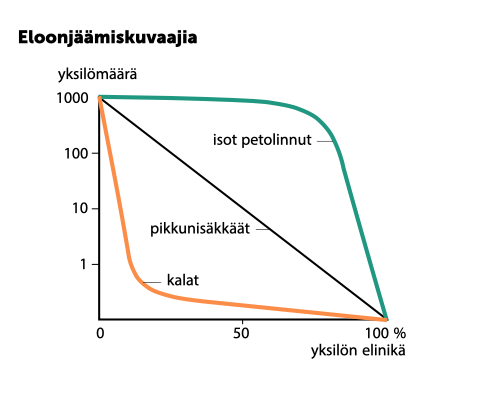 Eloonjäämiskuvaajia
yksilömäärä
1000
100
10
1
isot petolinnut
pikkunisäkkäät
kalat
0
50
100 %
yksilön elinikä